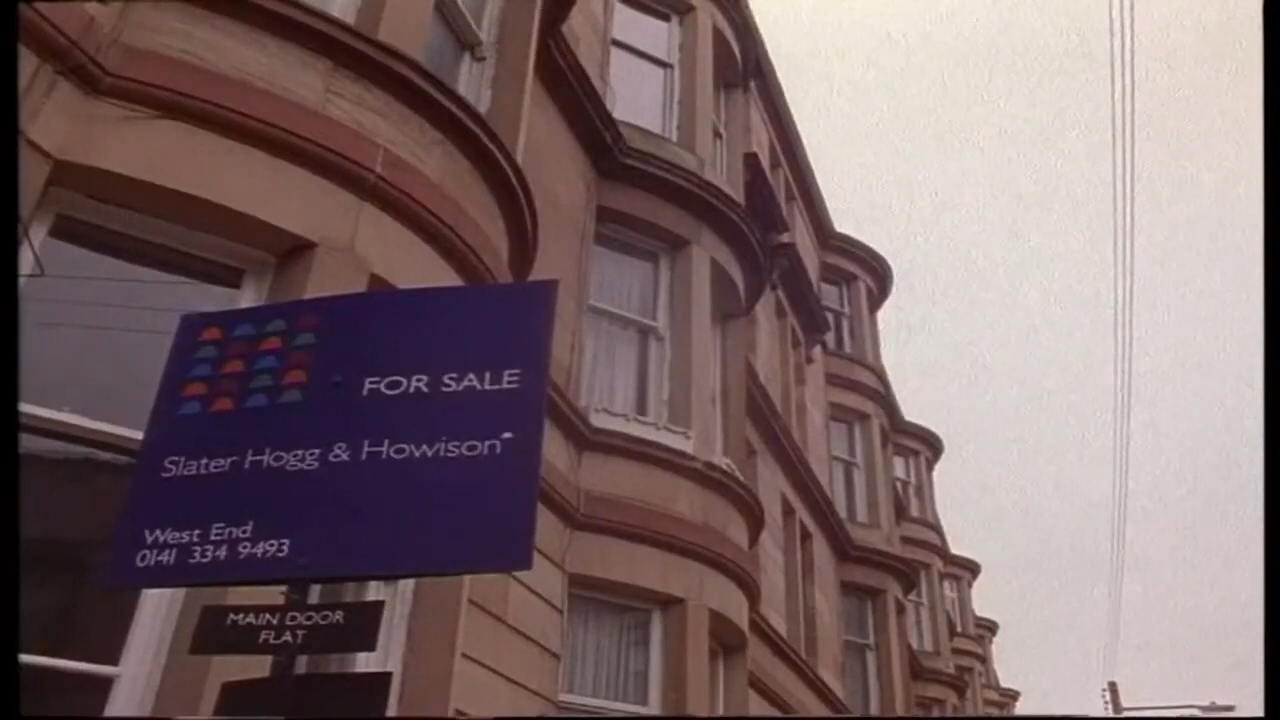 FOR SALE
Slater Hogg & Howison
West End
0141 334 9493
MAIN DOOR
FLAT